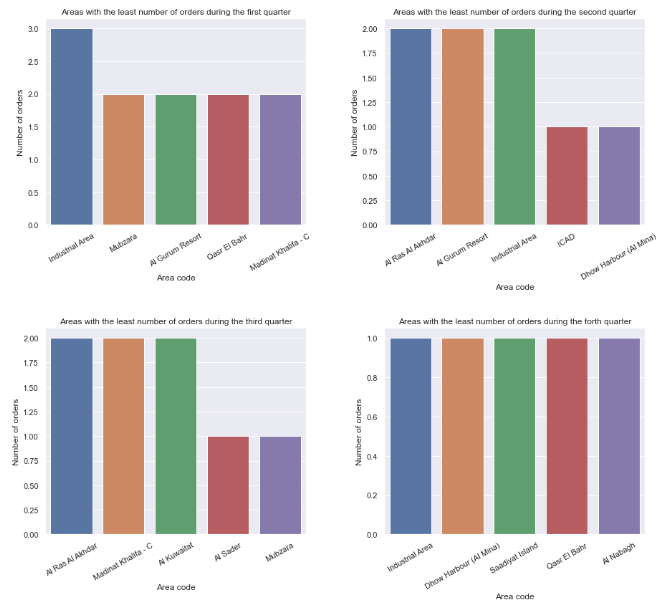 Areas with the least number of orders during the first quarter
Number of orders
3.0
2.5
2.0
1.5
1.0
0.5
0.0
Industrial Area
Mubzara
Al Gurum Resort
Qasr El Bahr
Madinat Khalifa - C
Area code
Areas with the least number of orders during the second quarter
Number of orders
2.00
1.75
1.50
1.25
1.00
0.75
0.50
0.25
0.00
Al Ras Al Akhdar
Al Gurum Resort
Industrial Area
ICAD
Dhow Harbour (Al Mina)
Area code
Areas with the least number of orders during the third quarter
Number of orders
2.00
1.75
1.50
1.25
1.00
0.75
0.50
0.25
0.00
Al Ras Al Akhdar
Madinat Khalifa - C
Al Kuwaitat
Al Sader
Mubzara
Area code
Areas with the least number of orders during the forth quarter
Number of orders
1.0
0.8
0.6
0.4
0.2
0.0
Industrial Area
Dhow Harbour (Al Mina)
Saadiyat Island
Qasr El Bahr
Al Nabagh
Area code